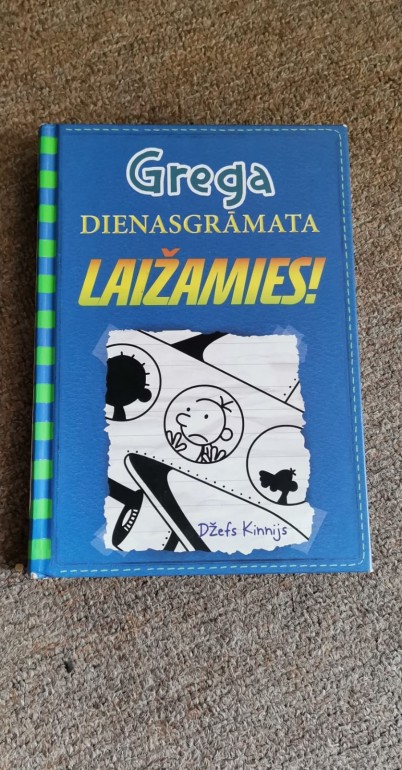 Grega
DIENASGRĀMATA
LAIŽAMIES!
Džefs Kinnijs